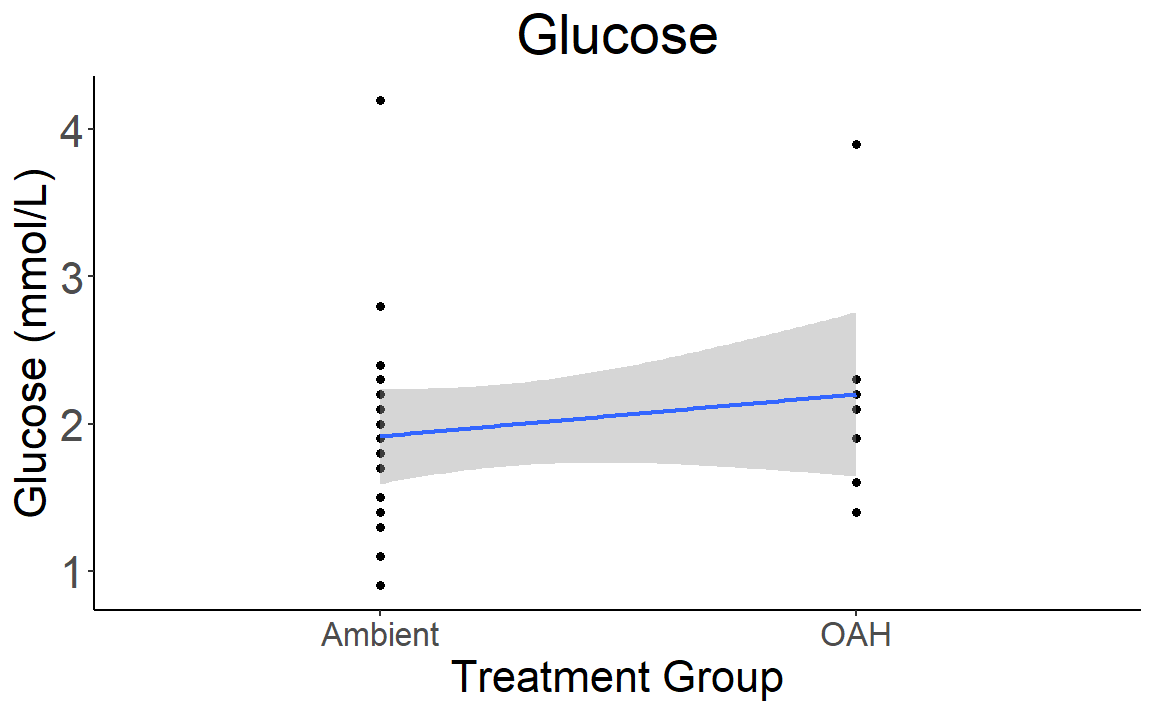 Glucose
Glucose (mmol/L)
4
3
2
1
Ambient OAH
Treatment Group